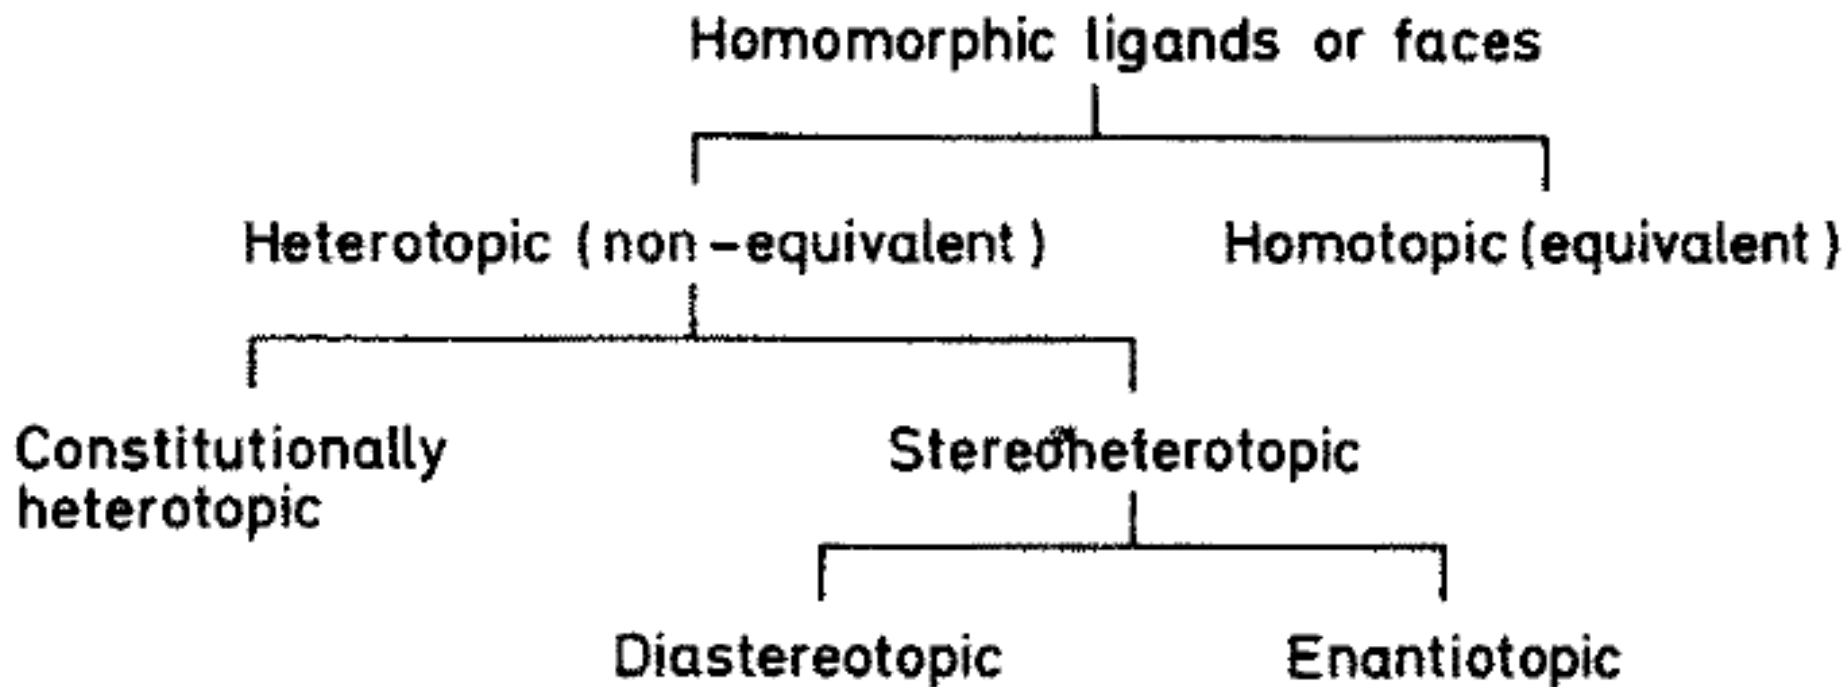 Homomorphic ligands or faces
Heterotopic (non-equivalent)
Homotopic (equivalent)
Constitutionally
heterotopic
Stereoheterotopic
Diastereotopic
Enantiotopic